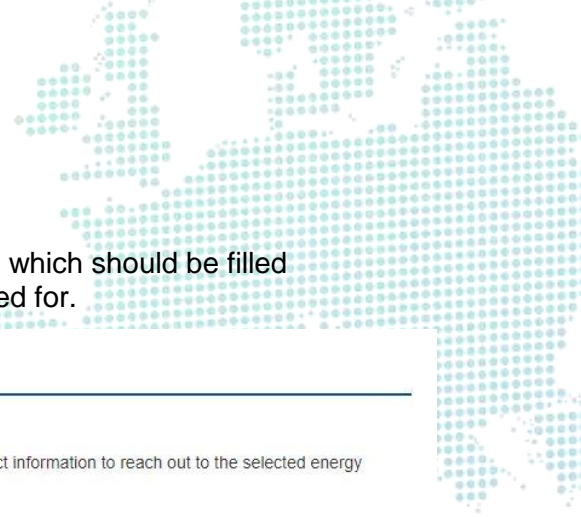 which should be filled
ed for.
ct information to reach out to the selected energy